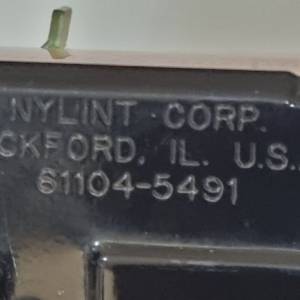 NYLINT CORP.
CKFORD, IL. U.S.
61104-5491